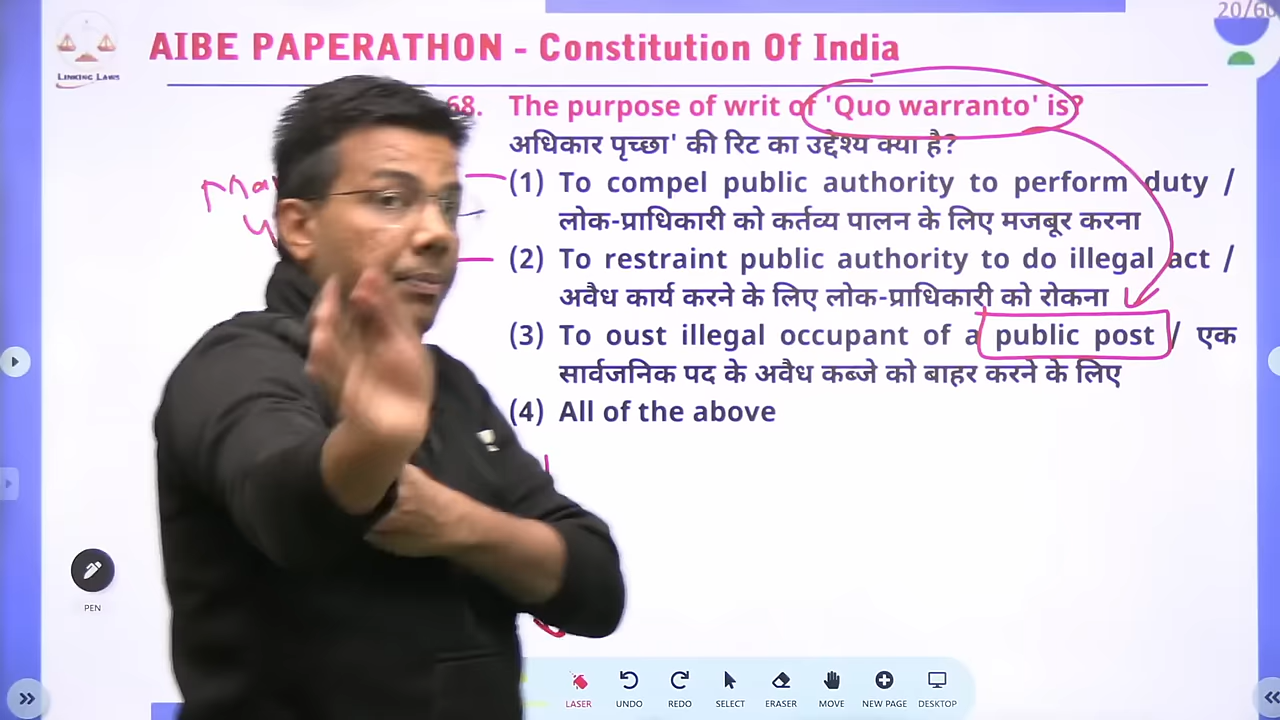 20/60
LINKING LAWS
AIBE PAPERATHON - Constitution Of India
68. The purpose of writ of 'Quo warranto' is?
अधिकार पृच्छा' की रिट का उद्देश्य क्या है?
(1) To compel public authority to perform duty /
लोक-प्राधिकारी को कर्तव्य पालन के लिए मजबूर करना
(2) To restraint public authority to do illegal act /
अवैध कार्य करने के लिए लोक-प्राधिकारी को रोकना
(3) To oust illegal occupant of a public post / एक
सार्वजनिक पद के अवैध कब्जे को बाहर करने के लिए
(4) All of the above
PEN
LASER UNDO REDO SELECT ERASER MOVE NEW PAGE DESKTOP